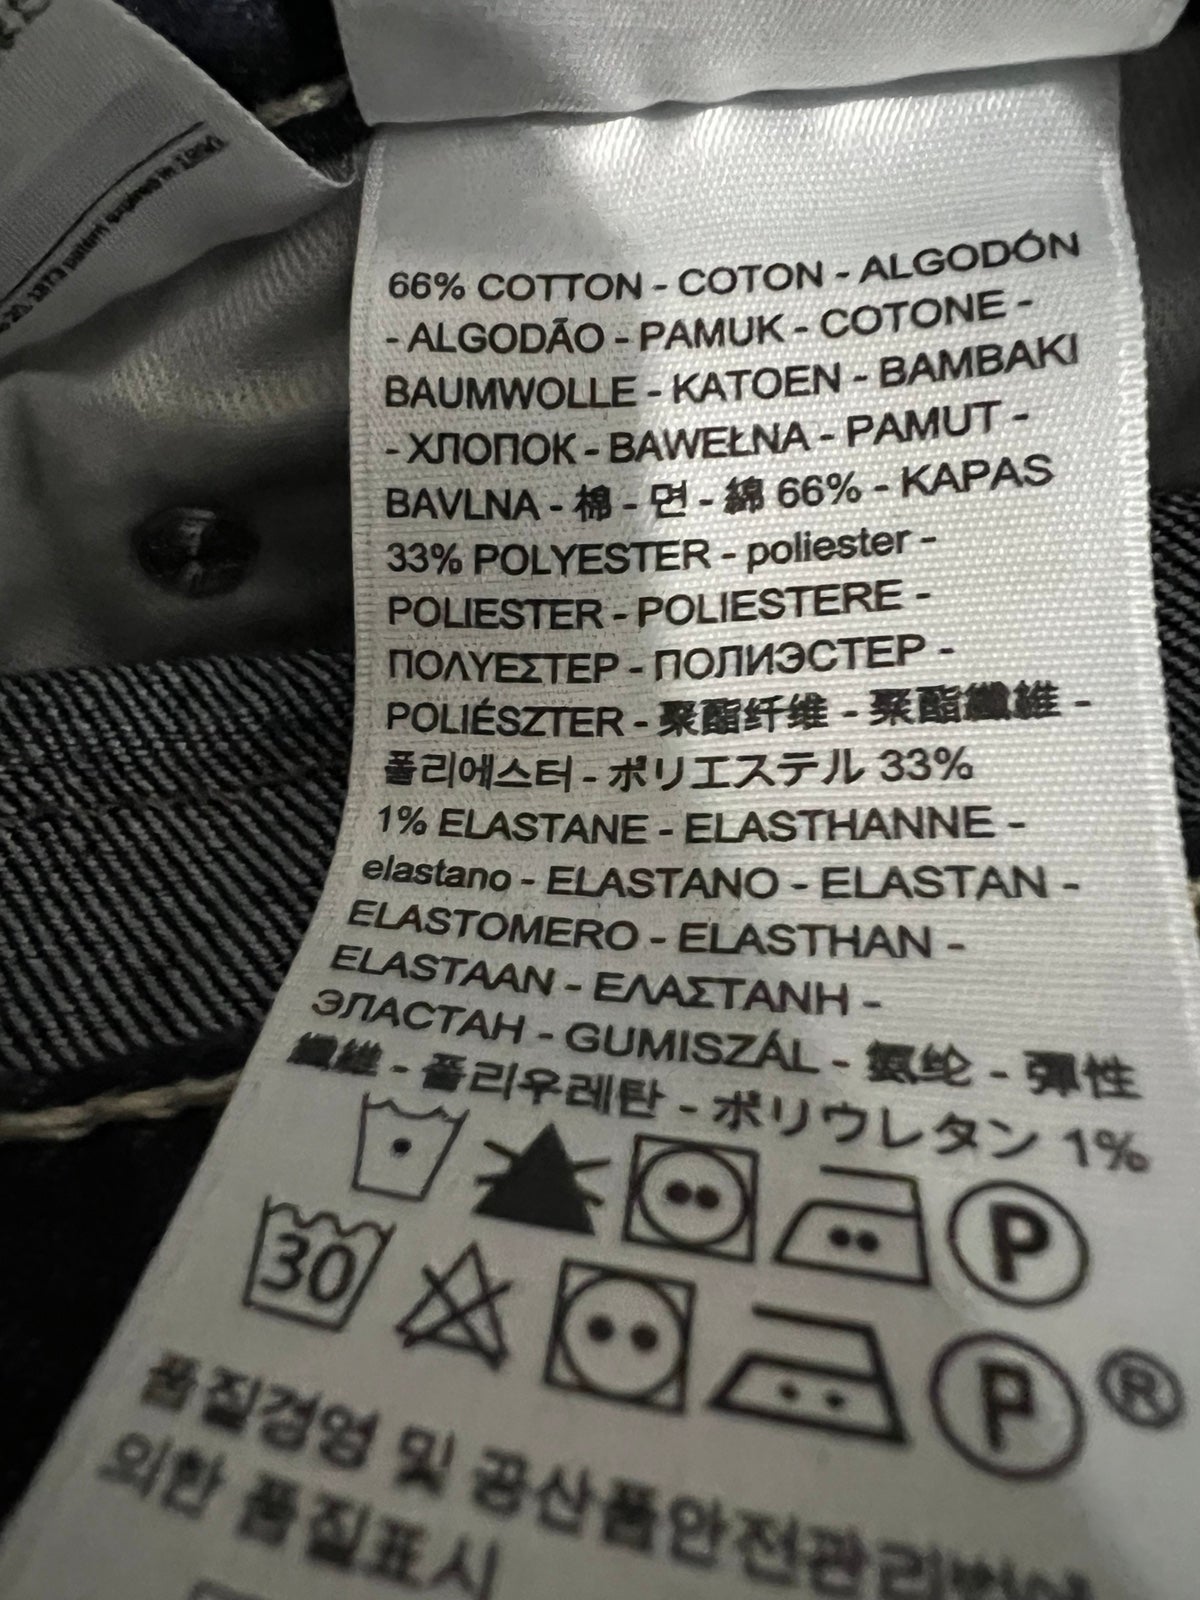 66% COTTON - COTON - ALGODÓN
- ALGODÃO - PAMUK - COTONE -
BAUMWOLLE - KATOEN - BAMBAKI
- ХЛОПОК - BAWEŁNA - PAMUT -
BAVLNA - 棉 - 면 - 綿 66% - KAPAS
33% POLYESTER - poliester -
POLIESTER - POLIESTERE -
ΠΟΛΥΕΣΤΕΡ - ПОЛИЭСТЕР -
POLIÉSZTER - 聚酯纤维 - 聚酯纖維 -
폴리에스터 - ポリエステル 33%
1% ELASTANE - ELASTHANNE -
elastano - ELASTANO - ELASTAN -
ELASTOMERO - ELASTHAN -
ELASTAAN - ΕΛΑΣΤΑΝΗ -
ЭЛАСТАН - GUMISZÁL - 氨纶 - 彈性
纖維 - 폴리우레탄 - ポリウレタン 1%
P
30 P ®
품질경영 및 공산품안전관리법에
의한 품질표시